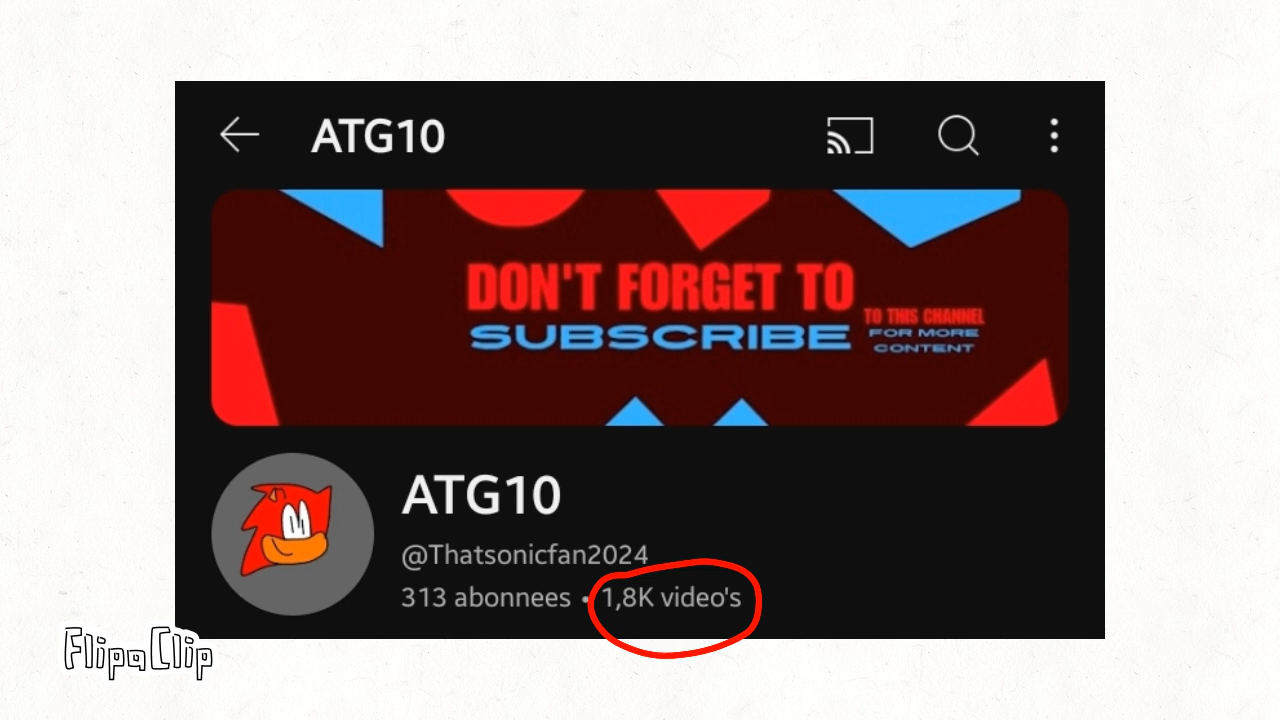 ATG10
DON'T FORGET TO
SUBSCRIBE
TO THIS CHANNEL
FOR MORE
CONTENT
ATG10
@Thatsonicfan2024
313 abonnees • 1,8K video's
FlipaClip